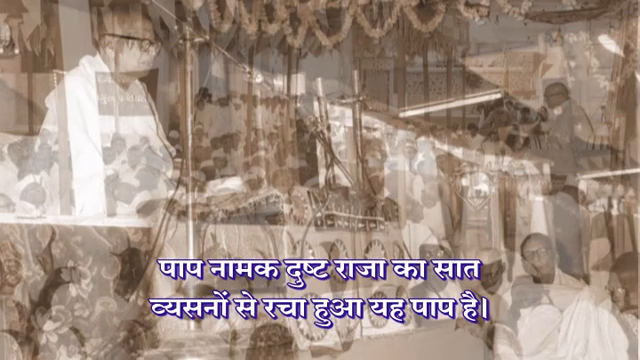 पाप नामक दुष्ट राजा का सात
व्यसनों से रचा हुआ यह पाप है।